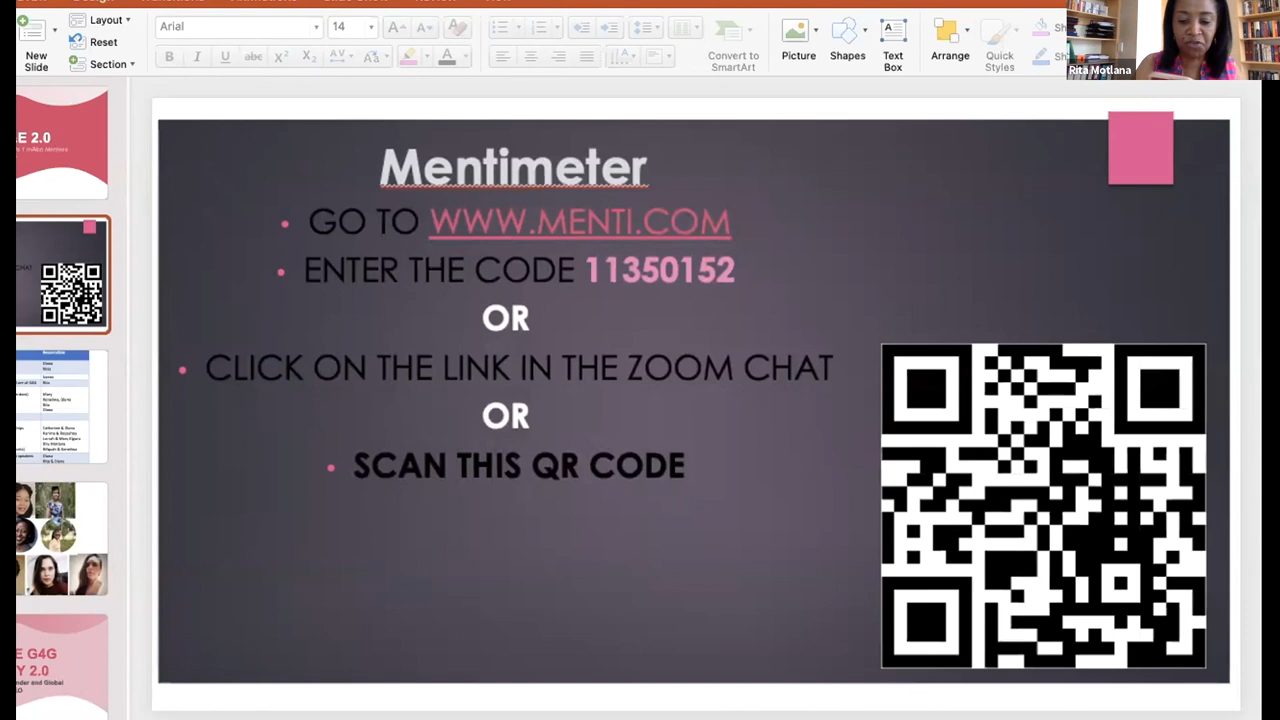 Layout
Reset
Section
New
Slide
Arial
14
Convert to
SmartArt
Picture
Shapes
Text
Box
Arrange
Quick
Styles
Rita Motlana
E 2.0
Mentimeter
GO TO WWW.MENTI.COM
ENTER THE CODE 11350152
OR
CLICK ON THE LINK IN THE ZOOM CHAT
OR
SCAN THIS QR CODE
E G4G
Y 2.0